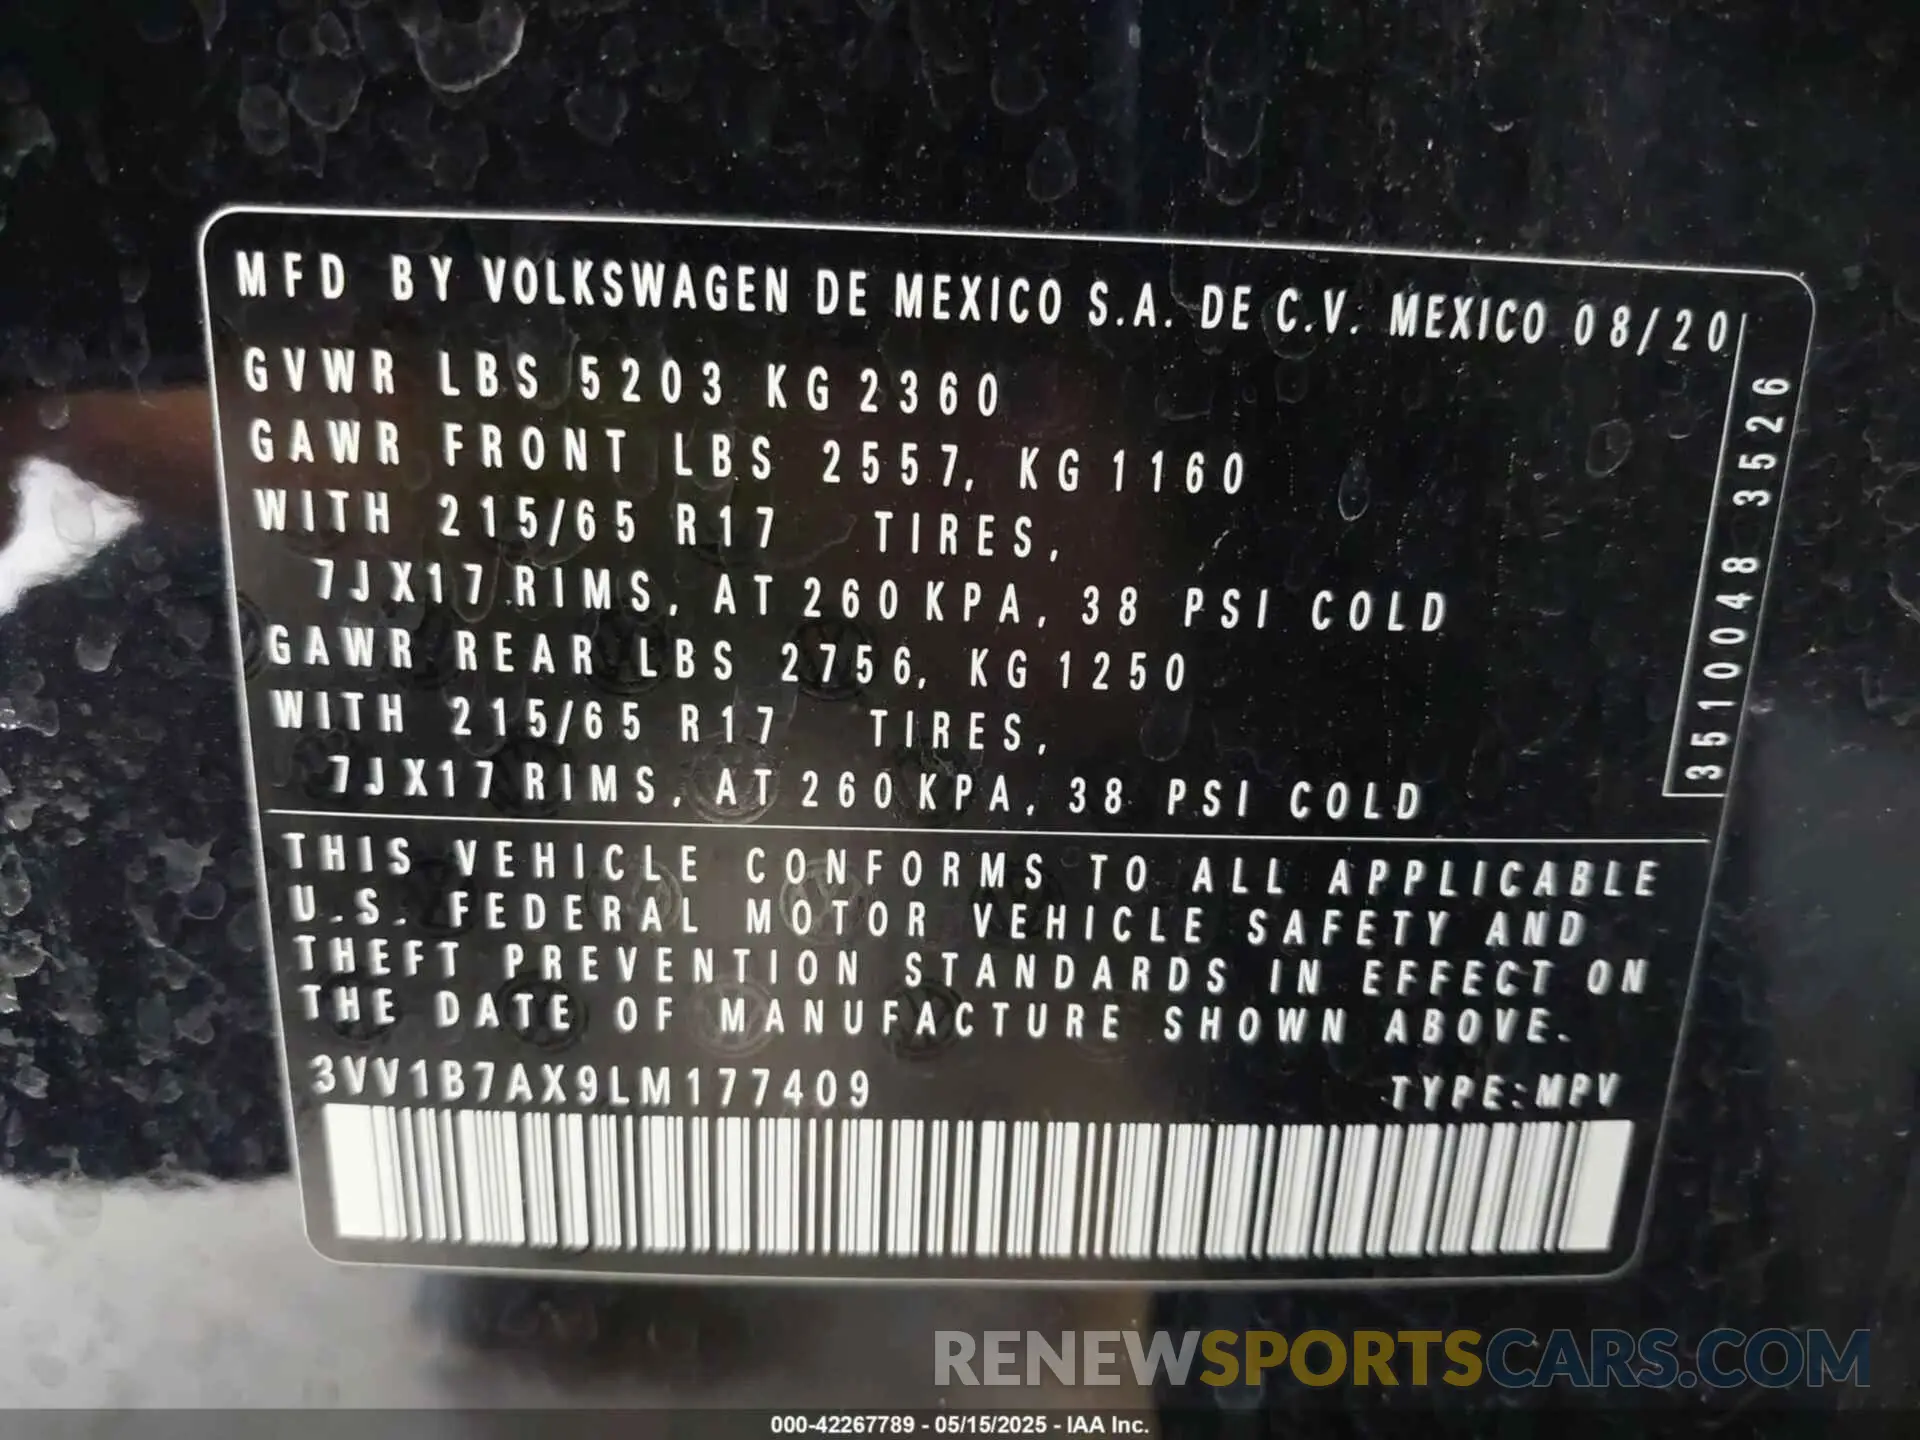 MFD BY VOLKSWAGEN DE MEXICO S.A. DE C.V. MEXICO 08/20
GVWR LBS 5203 KG 2360
GAWR FRONT LBS 2557, KG 1160
WITH 215/65 R17 TIRES,
7JX17 RIMS, AT 260 KPA, 38 PSI COLD
GAWR REAR LBS 2756, KG 1250
WITH 215/65 R17 TIRES,
7JX17 RIMS, AT 260 KPA, 38 PSI COLD
3510048 3526
THIS VEHICLE CONFORMS TO ALL APPLICABLE
U.S. FEDERAL MOTOR VEHICLE SAFETY AND
THEFT PREVENTION STANDARDS IN EFFECT ON
THE DATE OF MANUFACTURE SHOWN ABOVE.
3VV1B7AX9LM177409 TYPE:MPV
RENEWSPORTSCARS.COM
000-42267789 - 05/15/2025 - IAA Inc.